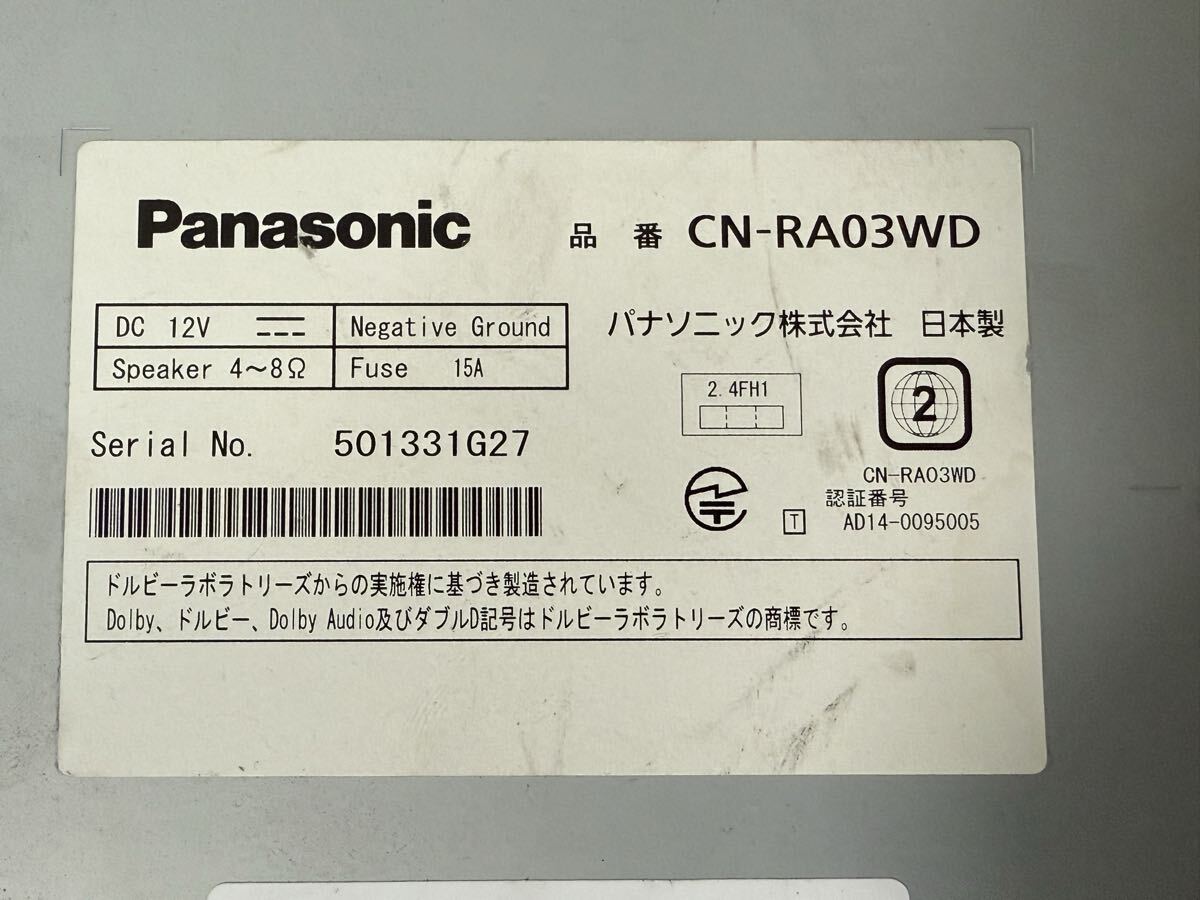 Panasonic 品 番 CN-RA03WD
DC 12V Negative Ground
Speaker 4～8Ω Fuse 15A
パナソニック株式会社 日本製
2.4FH1
2
Serial No. 501331G27
CN-RA03WD
認証番号
T AD14-0095005
ドルビーラボラトリーズからの実施権に基づき製造されています。
Dolby、ドルビー、Dolby Audio及びダブルD記号はドルビーラボラトリーズの商標です。